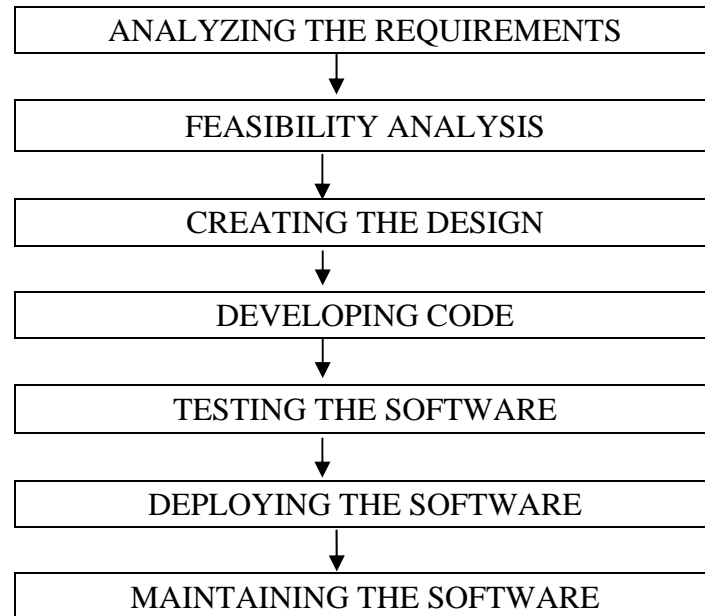 ANALYZING THE REQUIREMENTS
FEASIBILITY ANALYSIS
CREATING THE DESIGN
DEVELOPING CODE
TESTING THE SOFTWARE
DEPLOYING THE SOFTWARE
MAINTAINING THE SOFTWARE